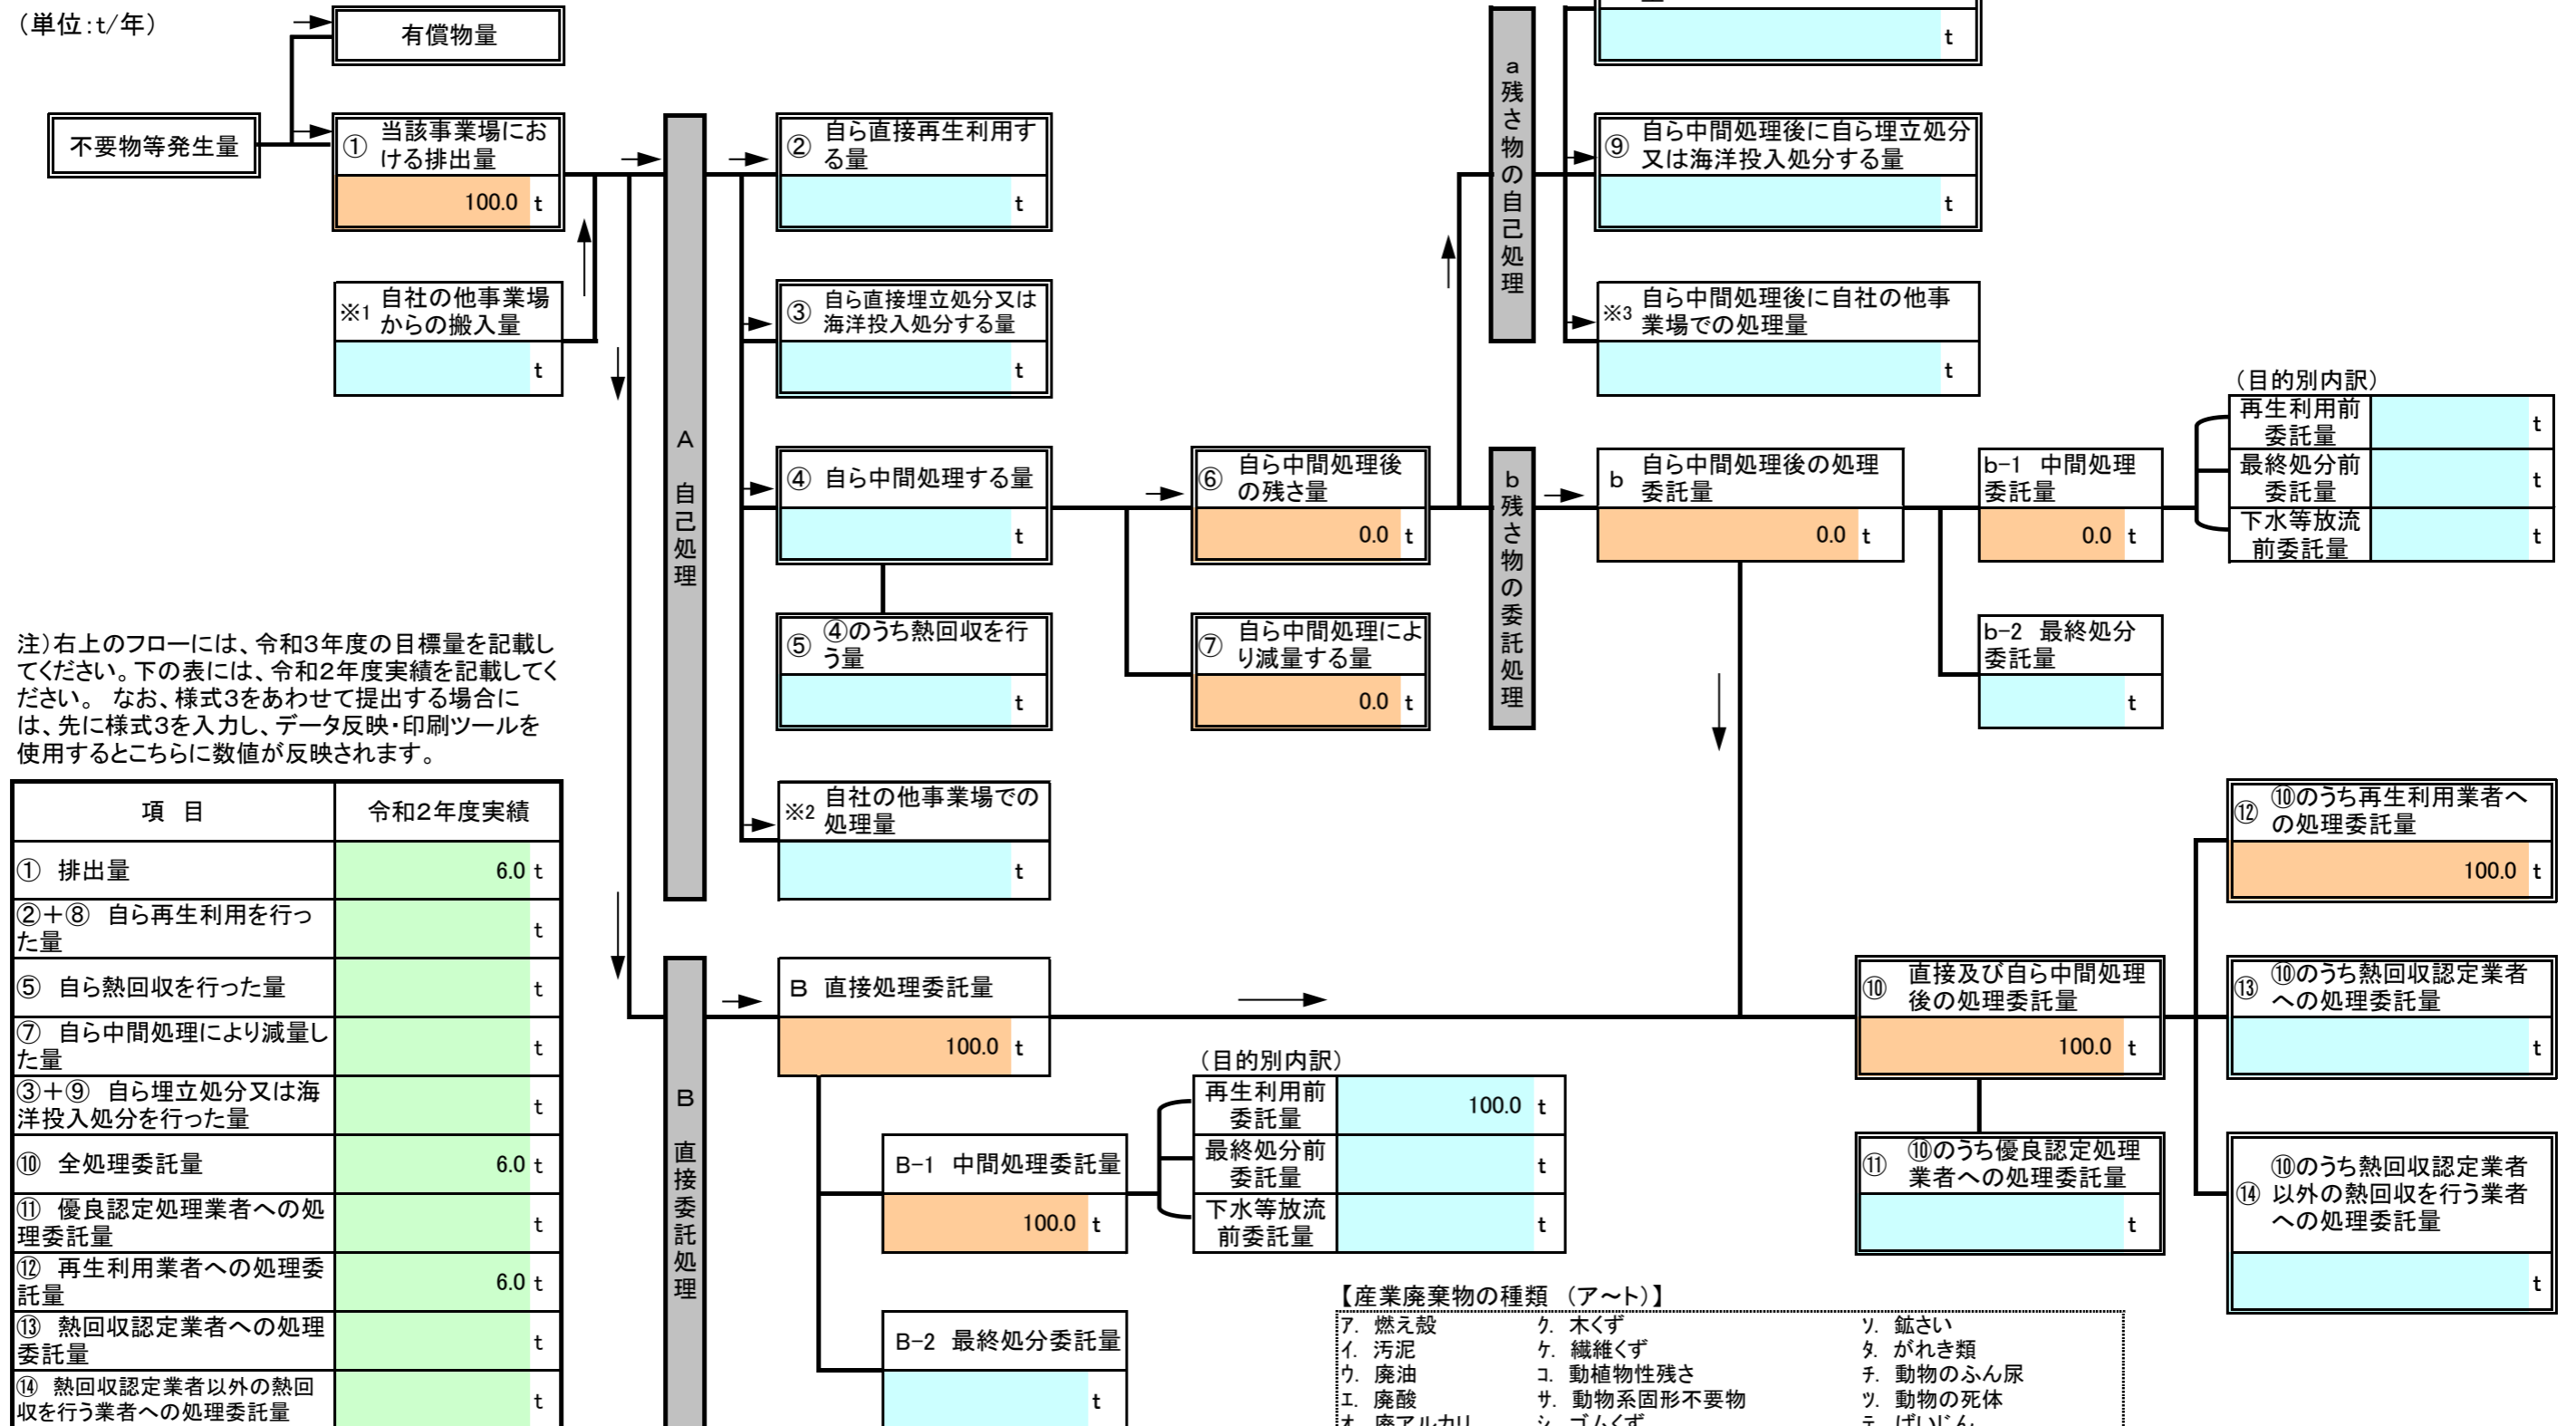 （単位：t/年）
有償物量
不要物等発生量
① 当該事業場にお
ける排出量
100.0 t
※1 自社の他事業場
からの搬入量
t
A 自己処理
② 自ら直接再生利用す
る量
t
③ 自ら直接埋立処分又は
海洋投入処分する量
t
④ 自ら中間処理する量
t
⑤ ④のうち熱回収を行
う量
t
※2 自社の他事業場での
処理量
t
⑥ 自ら中間処理後
の残さ量
0.0 t
⑦ 自ら中間処理によ
り減量する量
0.0 t
a 残さ物の自己処理
t
⑨ 自ら中間処理後に自ら埋立処分
又は海洋投入処分する量
t
※3 自ら中間処理後に自社の他事
業場での処理量
t
b 残さ物の委託処理
b 自ら中間処理後の処理
委託量
0.0 t
b-1 中間処理
委託量
0.0 t
b-2 最終処分
委託量
t
（目的別内訳）
再生利用前
委託量
t
最終処分前
委託量
t
下水等放流
前委託量
t
注）右上のフローには、令和3年度の目標量を記載し
てください。下の表には、令和2年度実績を記載してく
ださい。 なお、様式3をあわせて提出する場合に
は、先に様式3を入力し、データ反映・印刷ツールを
使用するとこちらに数値が反映されます。
項 目 令和2年度実績
① 排出量 6.0 t
②＋⑧ 自ら再生利用を行っ
た量
t
⑤ 自ら熱回収を行った量 t
⑦ 自ら中間処理により減量し
た量
t
③＋⑨ 自ら埋立処分又は海
洋投入処分を行った量
t
⑩ 全処理委託量 6.0 t
⑪ 優良認定処理業者への処
理委託量
t
⑫ 再生利用業者への処理委
託量
6.0 t
⑬ 熱回収認定業者への処理
委託量
t
⑭ 熱回収認定業者以外の熱回
収を行う業者への処理委託量
t
B 直接委託処理
B 直接処理委託量
100.0 t
B-1 中間処理委託量
100.0 t
B-2 最終処分委託量
t
（目的別内訳）
再生利用前
委託量
100.0 t
最終処分前
委託量
t
下水等放流
前委託量
t
⑩ 直接及び自ら中間処理
後の処理委託量
100.0 t
⑪ ⑩のうち優良認定処理
業者への処理委託量
t
⑫ ⑩のうち再生利用業者へ
の処理委託量
100.0 t
⑬ ⑩のうち熱回収認定業者
への処理委託量
t
⑭ ⑩のうち熱回収認定業者
以外の熱回収を行う業者
への処理委託量
t
【産業廃棄物の種類 （ア～ト）】
ｱ. 燃え殻 ｸ. 木くず ｿ. 鉱さい
ｲ. 汚泥 ｹ. 繊維くず ﾀ. がれき類
ｳ. 廃油 ｺ. 動植物性残さ ﾁ. 動物のふん尿
ｴ. 廃酸 ｻ. 動物系固形不要物 ﾂ. 動物の死体
ｵ. 廃アルカリ ｼ. ゴムくず ﾃ. ばいじん